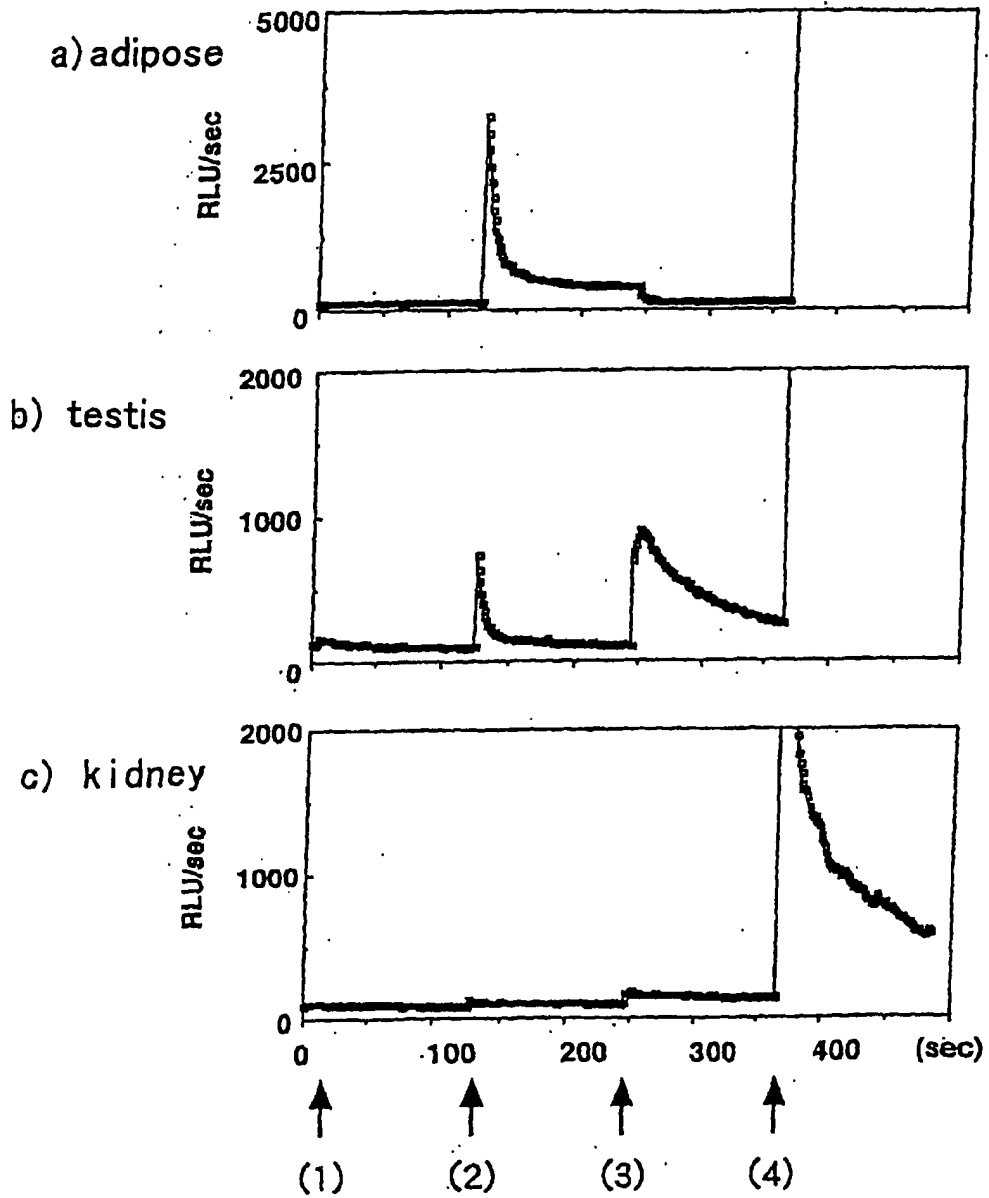 a) adipose
5000
2500
0
RLU/sec
b) testis
2000
1000
0
RLU/sec
c) kidney
2000
1000
0
RLU/sec
0 100 200 300 400 (sec)
(1) (2) (3) (4)